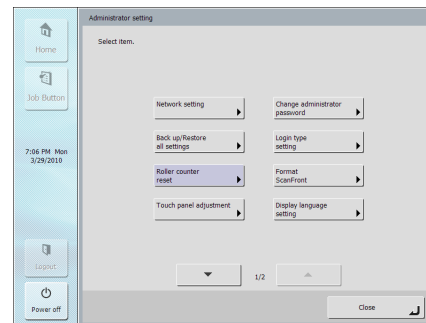 Administrator setting
Select item.
Home
Job Button
7:06 PM Mon
3/29/2010
Logout
Power off
Network setting
Change administrator
password
Back up/Restore
all settings
Login type
setting
Roller counter
reset
Format
ScanFront
Touch panel adjustment
Display language
setting
1/2
Close